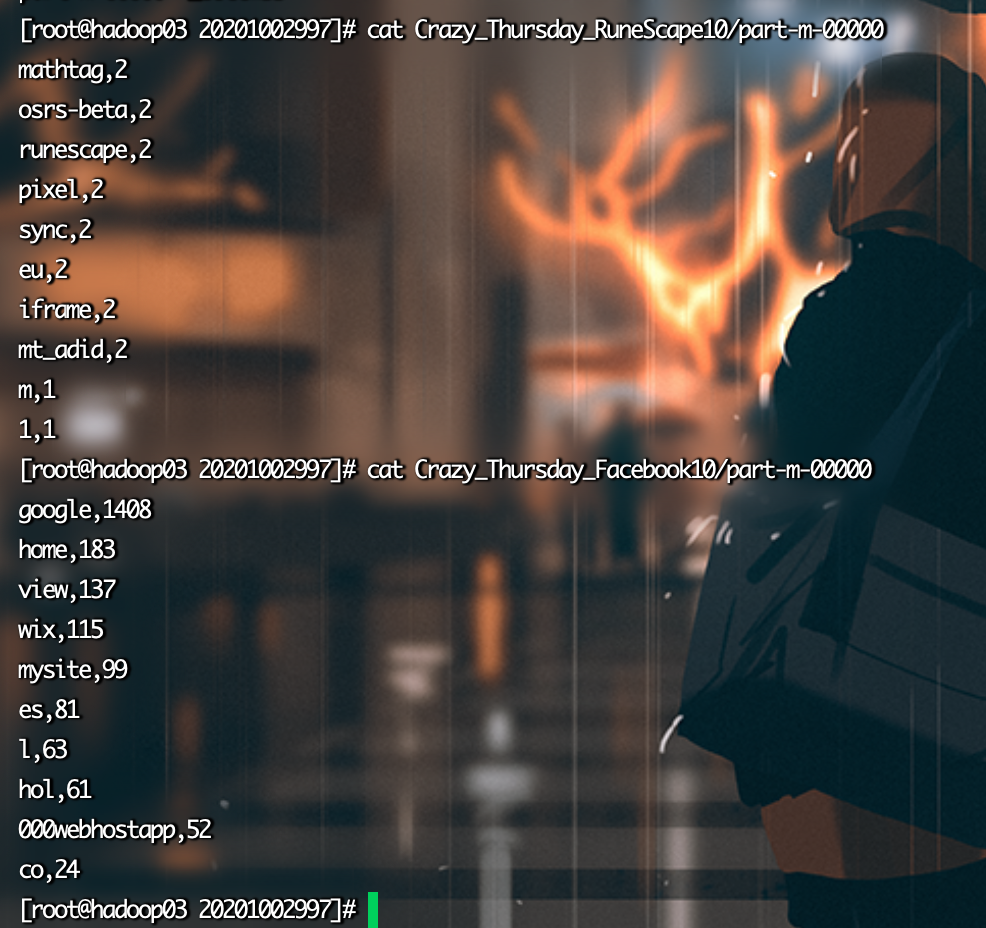 [root@hadoop03 20201002997]# cat Crazy_Thursday_RuneScape10/part-m-00000
mathtag,2
osrs-beta,2
runescape,2
pixel,2
sync,2
eu,2
iframe,2
mt_adid,2
m,1
1,1
[root@hadoop03 20201002997]# cat Crazy_Thursday_Facebook10/part-m-00000
google,1408
home,183
view,137
wix,115
mysite,99
es,81
l,63
hol,61
000webhostapp,52
co,24
[root@hadoop03 20201002997]#